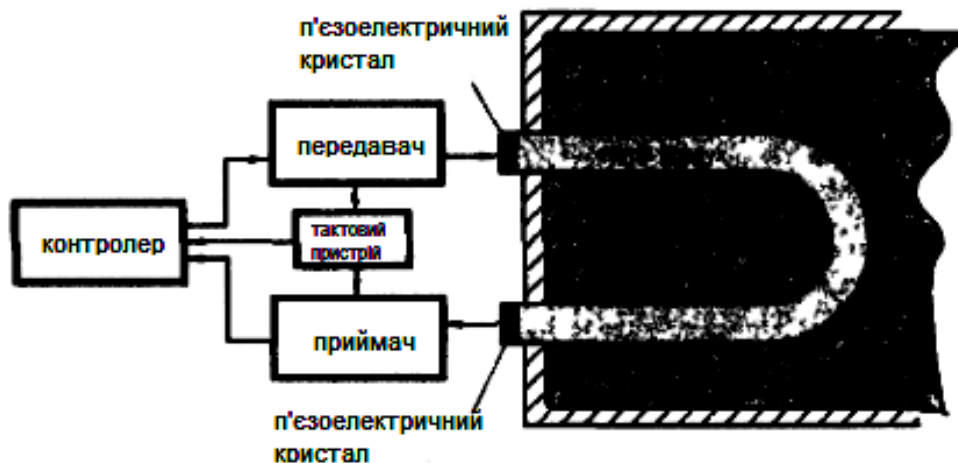 п'єзоелектричний
кристал
передавач
тактовий
пристрій
контролер
приймач
п'єзоелектричний
кристал